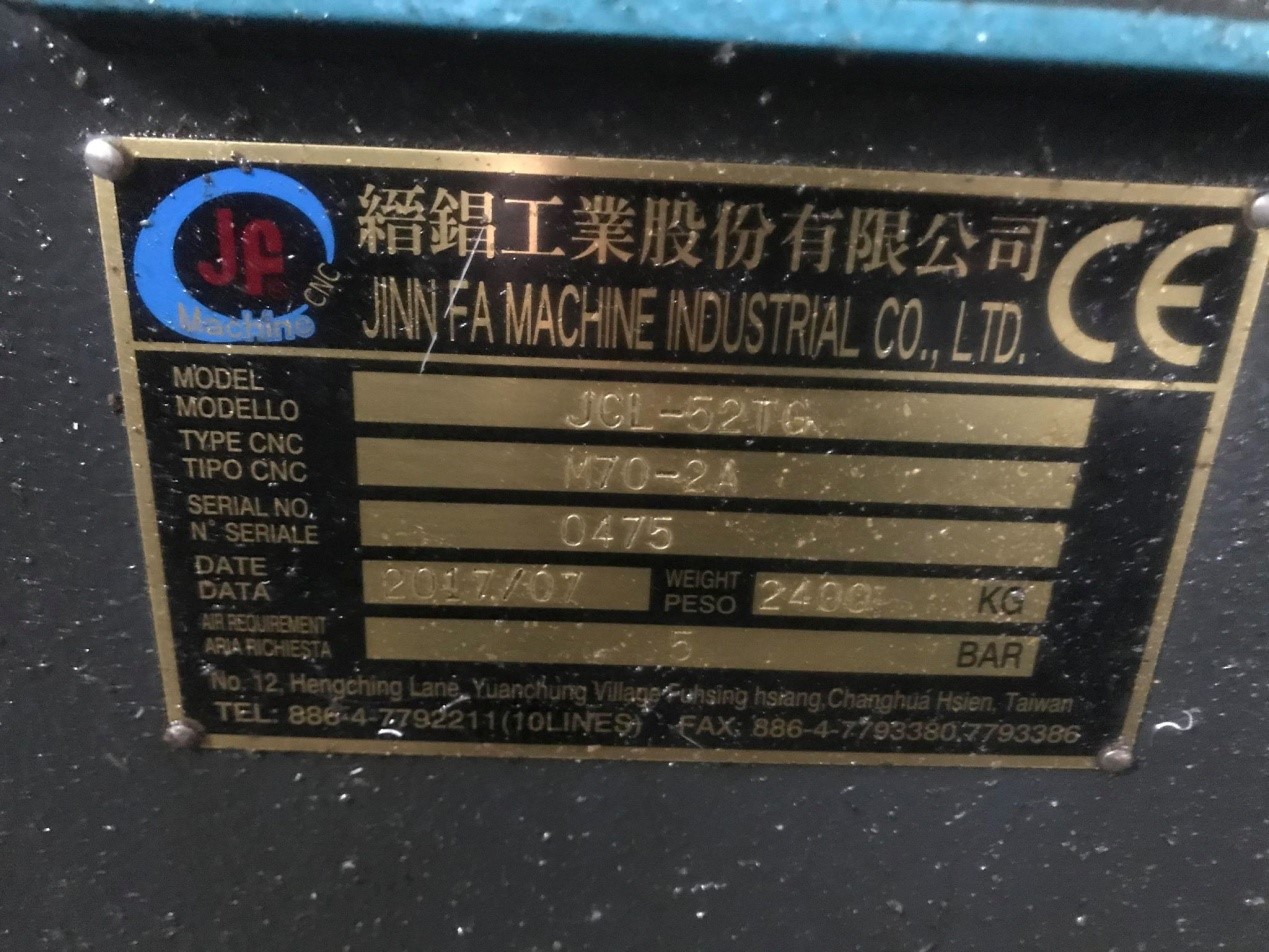 JF
Machine CNC
縉錩工業股份有限公司
JINN FA MACHINE INDUSTRIAL CO., LTD.
CE
MODEL
MODELLO
JCL-52TG
TYPE CNC
TIPO CNC
M70-2A
SERIAL NO.
N° SERIALE
0475
DATE
DATA
2017/07
WEIGHT
PESO
2400 KG
AIR REQUIREMENT
ARIA RICHIESTA
5 BAR
No. 12, Hengching Lane, Yuanchung Village Fuhsing hsiang, Changhua Hsien, Taiwan
TEL: 886-4-7792211(10LINES) FAX: 886-4-7793380,7793386